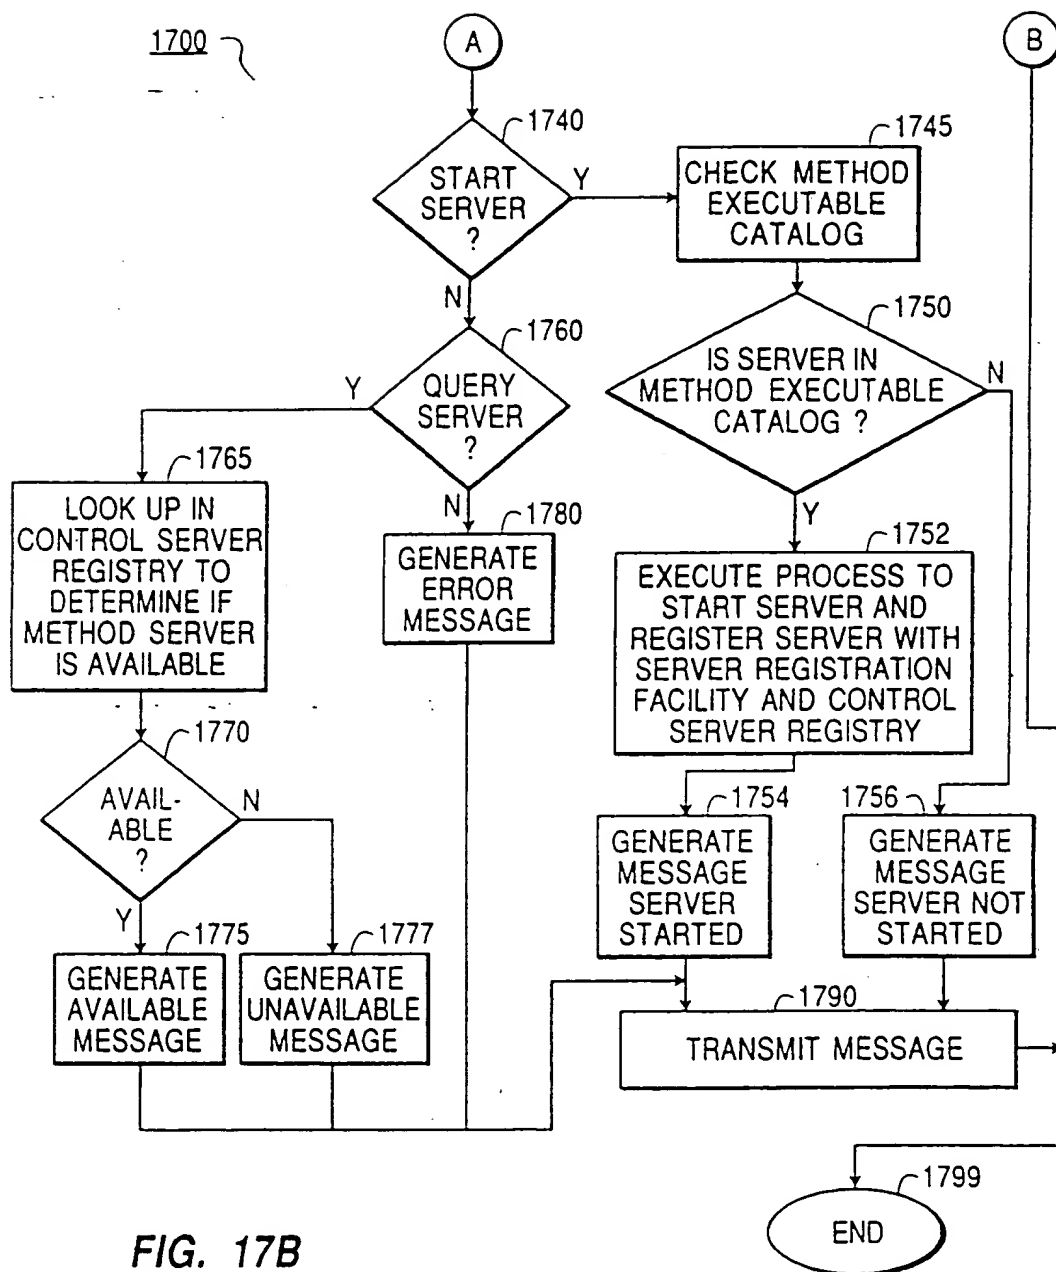 1700
A
B
1740
START
SERVER
?
Y
N
1745
CHECK METHOD
EXECUTABLE
CATALOG
1750
IS SERVER IN
METHOD EXECUTABLE
CATALOG ?
N
Y
1760
QUERY
SERVER
?
Y
N
1765
LOOK UP IN
CONTROL SERVER
REGISTRY TO
DETERMINE IF
METHOD SERVER
IS AVAILABLE
1780
GENERATE
ERROR
MESSAGE
1752
EXECUTE PROCESS TO
START SERVER AND
REGISTER SERVER WITH
SERVER REGISTRATION
FACILITY AND CONTROL
SERVER REGISTRY
1770
AVAIL-
ABLE
?
N
Y
1754
GENERATE
MESSAGE
SERVER
STARTED
1756
GENERATE
MESSAGE
SERVER NOT
STARTED
1775
GENERATE
AVAILABLE
MESSAGE
1777
GENERATE
UNAVAILABLE
MESSAGE
1790
TRANSMIT MESSAGE
1799
END
FIG. 17B